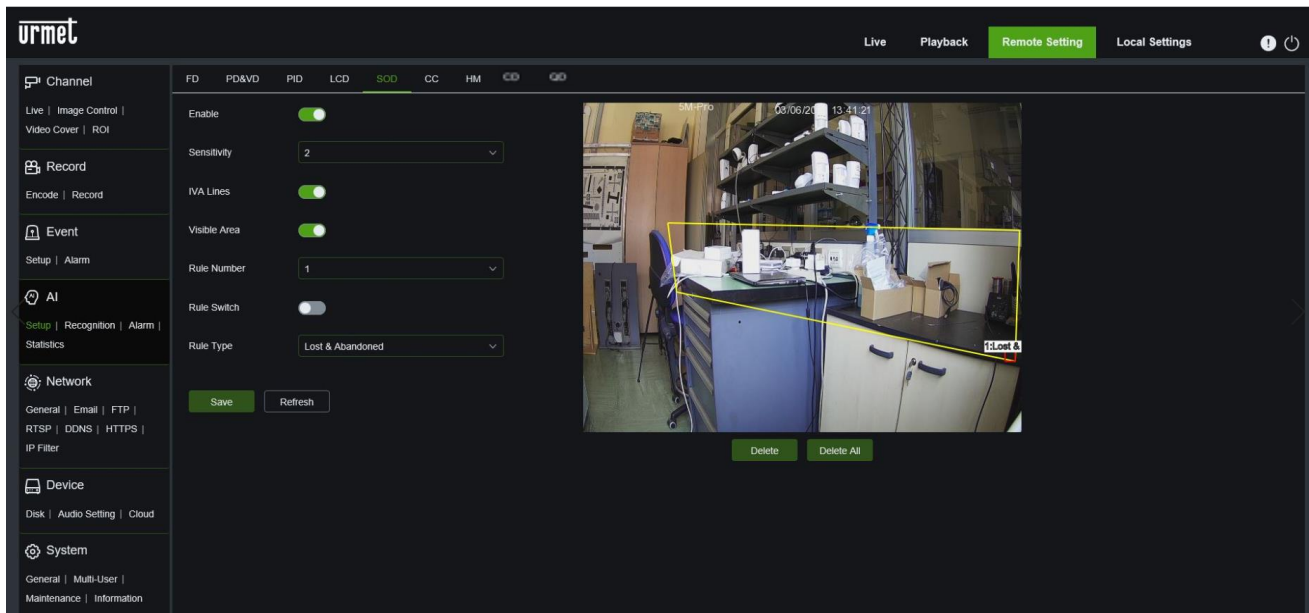 urmet
Live Playback Remote Setting Local Settings
Channel
Live | Image Control |
Video Cover | ROI
Record
Encode | Record
Event
Setup | Alarm
AI
Setup | Recognition | Alarm |
Statistics
Network
General | Email | FTP |
RTSP | DDNS | HTTPS |
IP Filter
Device
Disk | Audio Setting | Cloud
System
General | Multi-User |
Maintenance | Information
FD PD&VD PID LCD SOD CC HM CD QD
Enable
Sensitivity 2
IVA Lines
Visible Area
Rule Number 1
Rule Switch
Rule Type Lost & Abandoned
Save Refresh
5M-Pro 13:41:21
1:Lost &
Delete Delete All